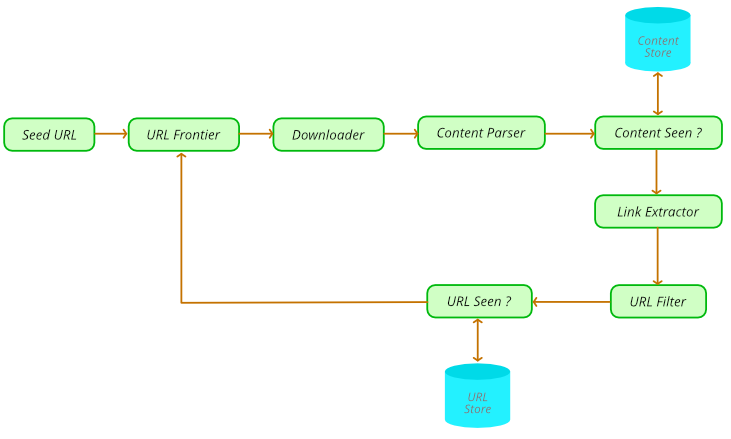 Content
Store
Seed URL
URL Frontier
Downloader
Content Parser
Content Seen ?
Link Extractor
URL Seen ?
URL Filter
URL
Store